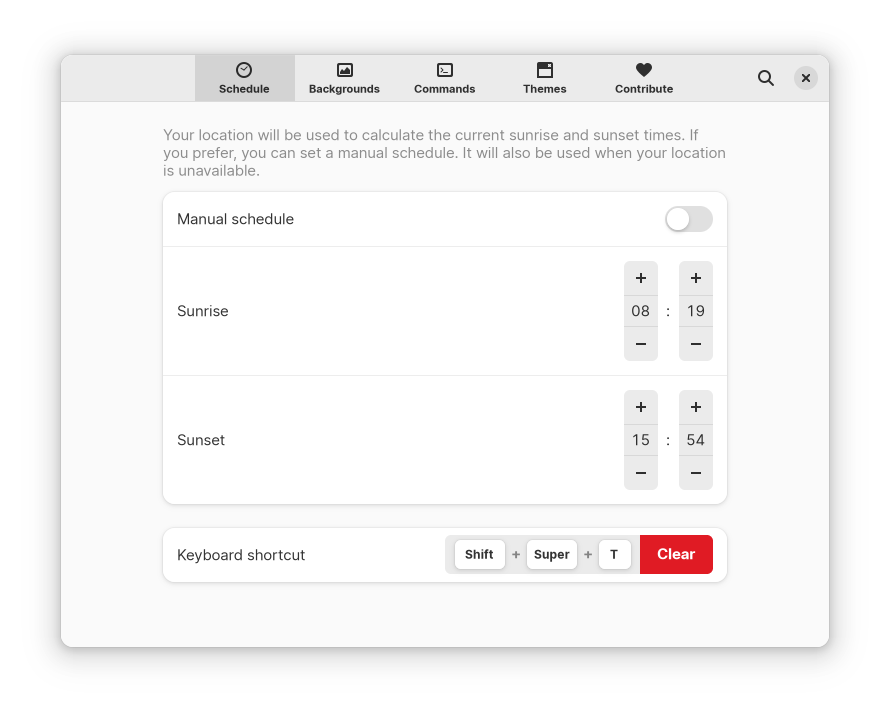 Schedule
Backgrounds
Commands
Themes
Contribute
Your location will be used to calculate the current sunrise and sunset times. If
you prefer, you can set a manual schedule. It will also be used when your location
is unavailable.
Manual schedule
Sunrise
+ +
08 : 19
− −
Sunset
+ +
15 : 54
− −
Keyboard shortcut
Shift + Super + T
Clear